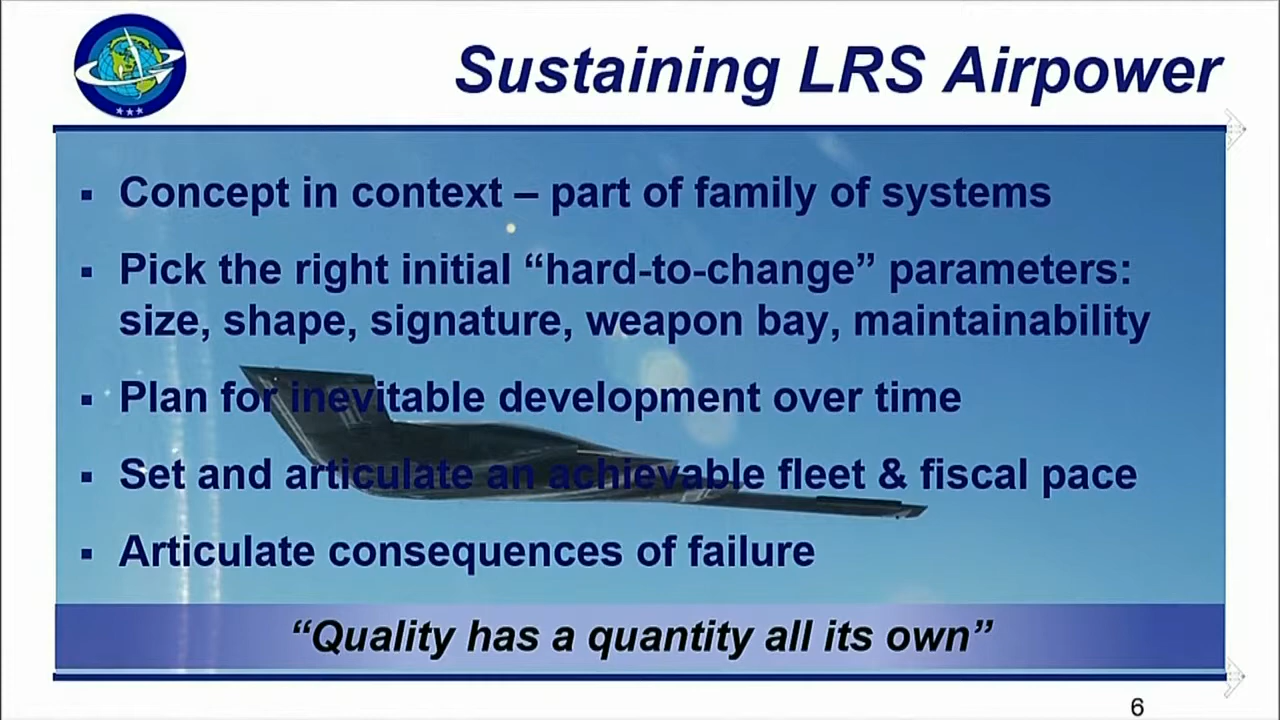 Sustaining LRS Airpower
▪ Concept in context – part of family of systems
▪ Pick the right initial “hard-to-change” parameters:
size, shape, signature, weapon bay, maintainability
▪ Plan for inevitable development over time
▪ Set and articulate an achievable fleet & fiscal pace
▪ Articulate consequences of failure
“Quality has a quantity all its own”
6